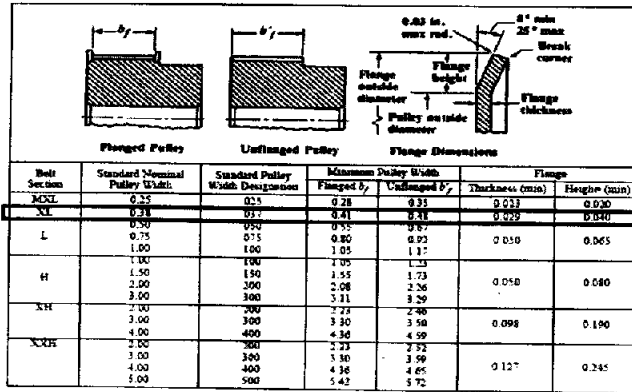 b_f
b'_f
0.03 in.
max rad.
8° min
25° max
Break
corner
Flange
outside
diameter
Flange
height
Pulley outside
diameter
Flange
thickness
Flanged Pulley Unflanged Pulley Flange Dimensions
Belt Section Standard Nominal Pulley Width Standard Pulley Width Designation Minimum Pulley Width Flange
Flanged b_f Unflanged b'_f Thickness (min) Height (min)
MXL 0.25 025 0.28 0.35 0.023 0.020
XL 0.38 037 0.41 0.48 0.029 0.040
0.50 050 0.55 0.67
L 0.75 075 0.80 0.92 0.050 0.065
1.00 100 1.05 1.17
1.00 100 1.05 1.23
H 1.50 150 1.55 1.73 0.050 0.080
2.00 200 2.08 2.26
3.00 300 3.11 3.29
XH 2.00 200 2.23 2.46
3.00 300 3.30 3.50 0.098 0.190
4.00 400 4.36 4.59
XXH 2.00 200 2.23 2.52
3.00 300 3.30 3.59
4.00 400 4.36 4.65 0.127 0.245
5.00 500 5.42 5.72